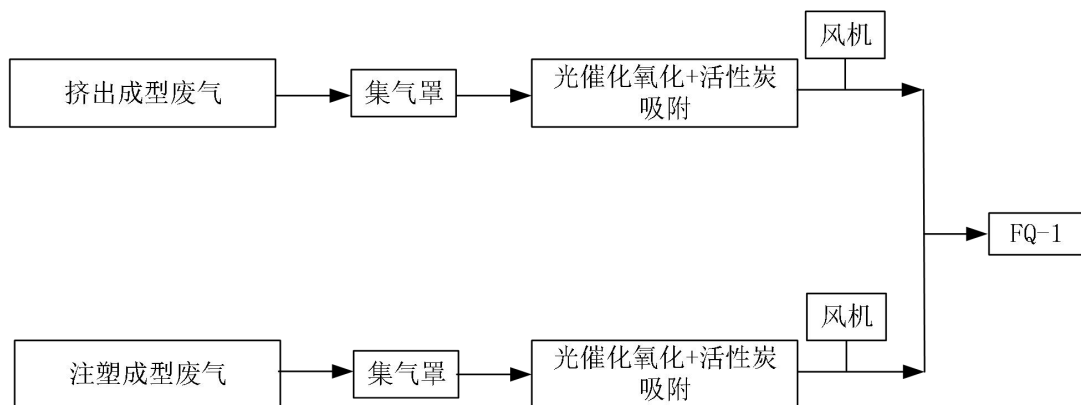 风机
挤出成型废气
集气罩
光催化氧化+活性炭
吸附
FQ-1
风机
注塑成型废气
集气罩
光催化氧化+活性炭
吸附